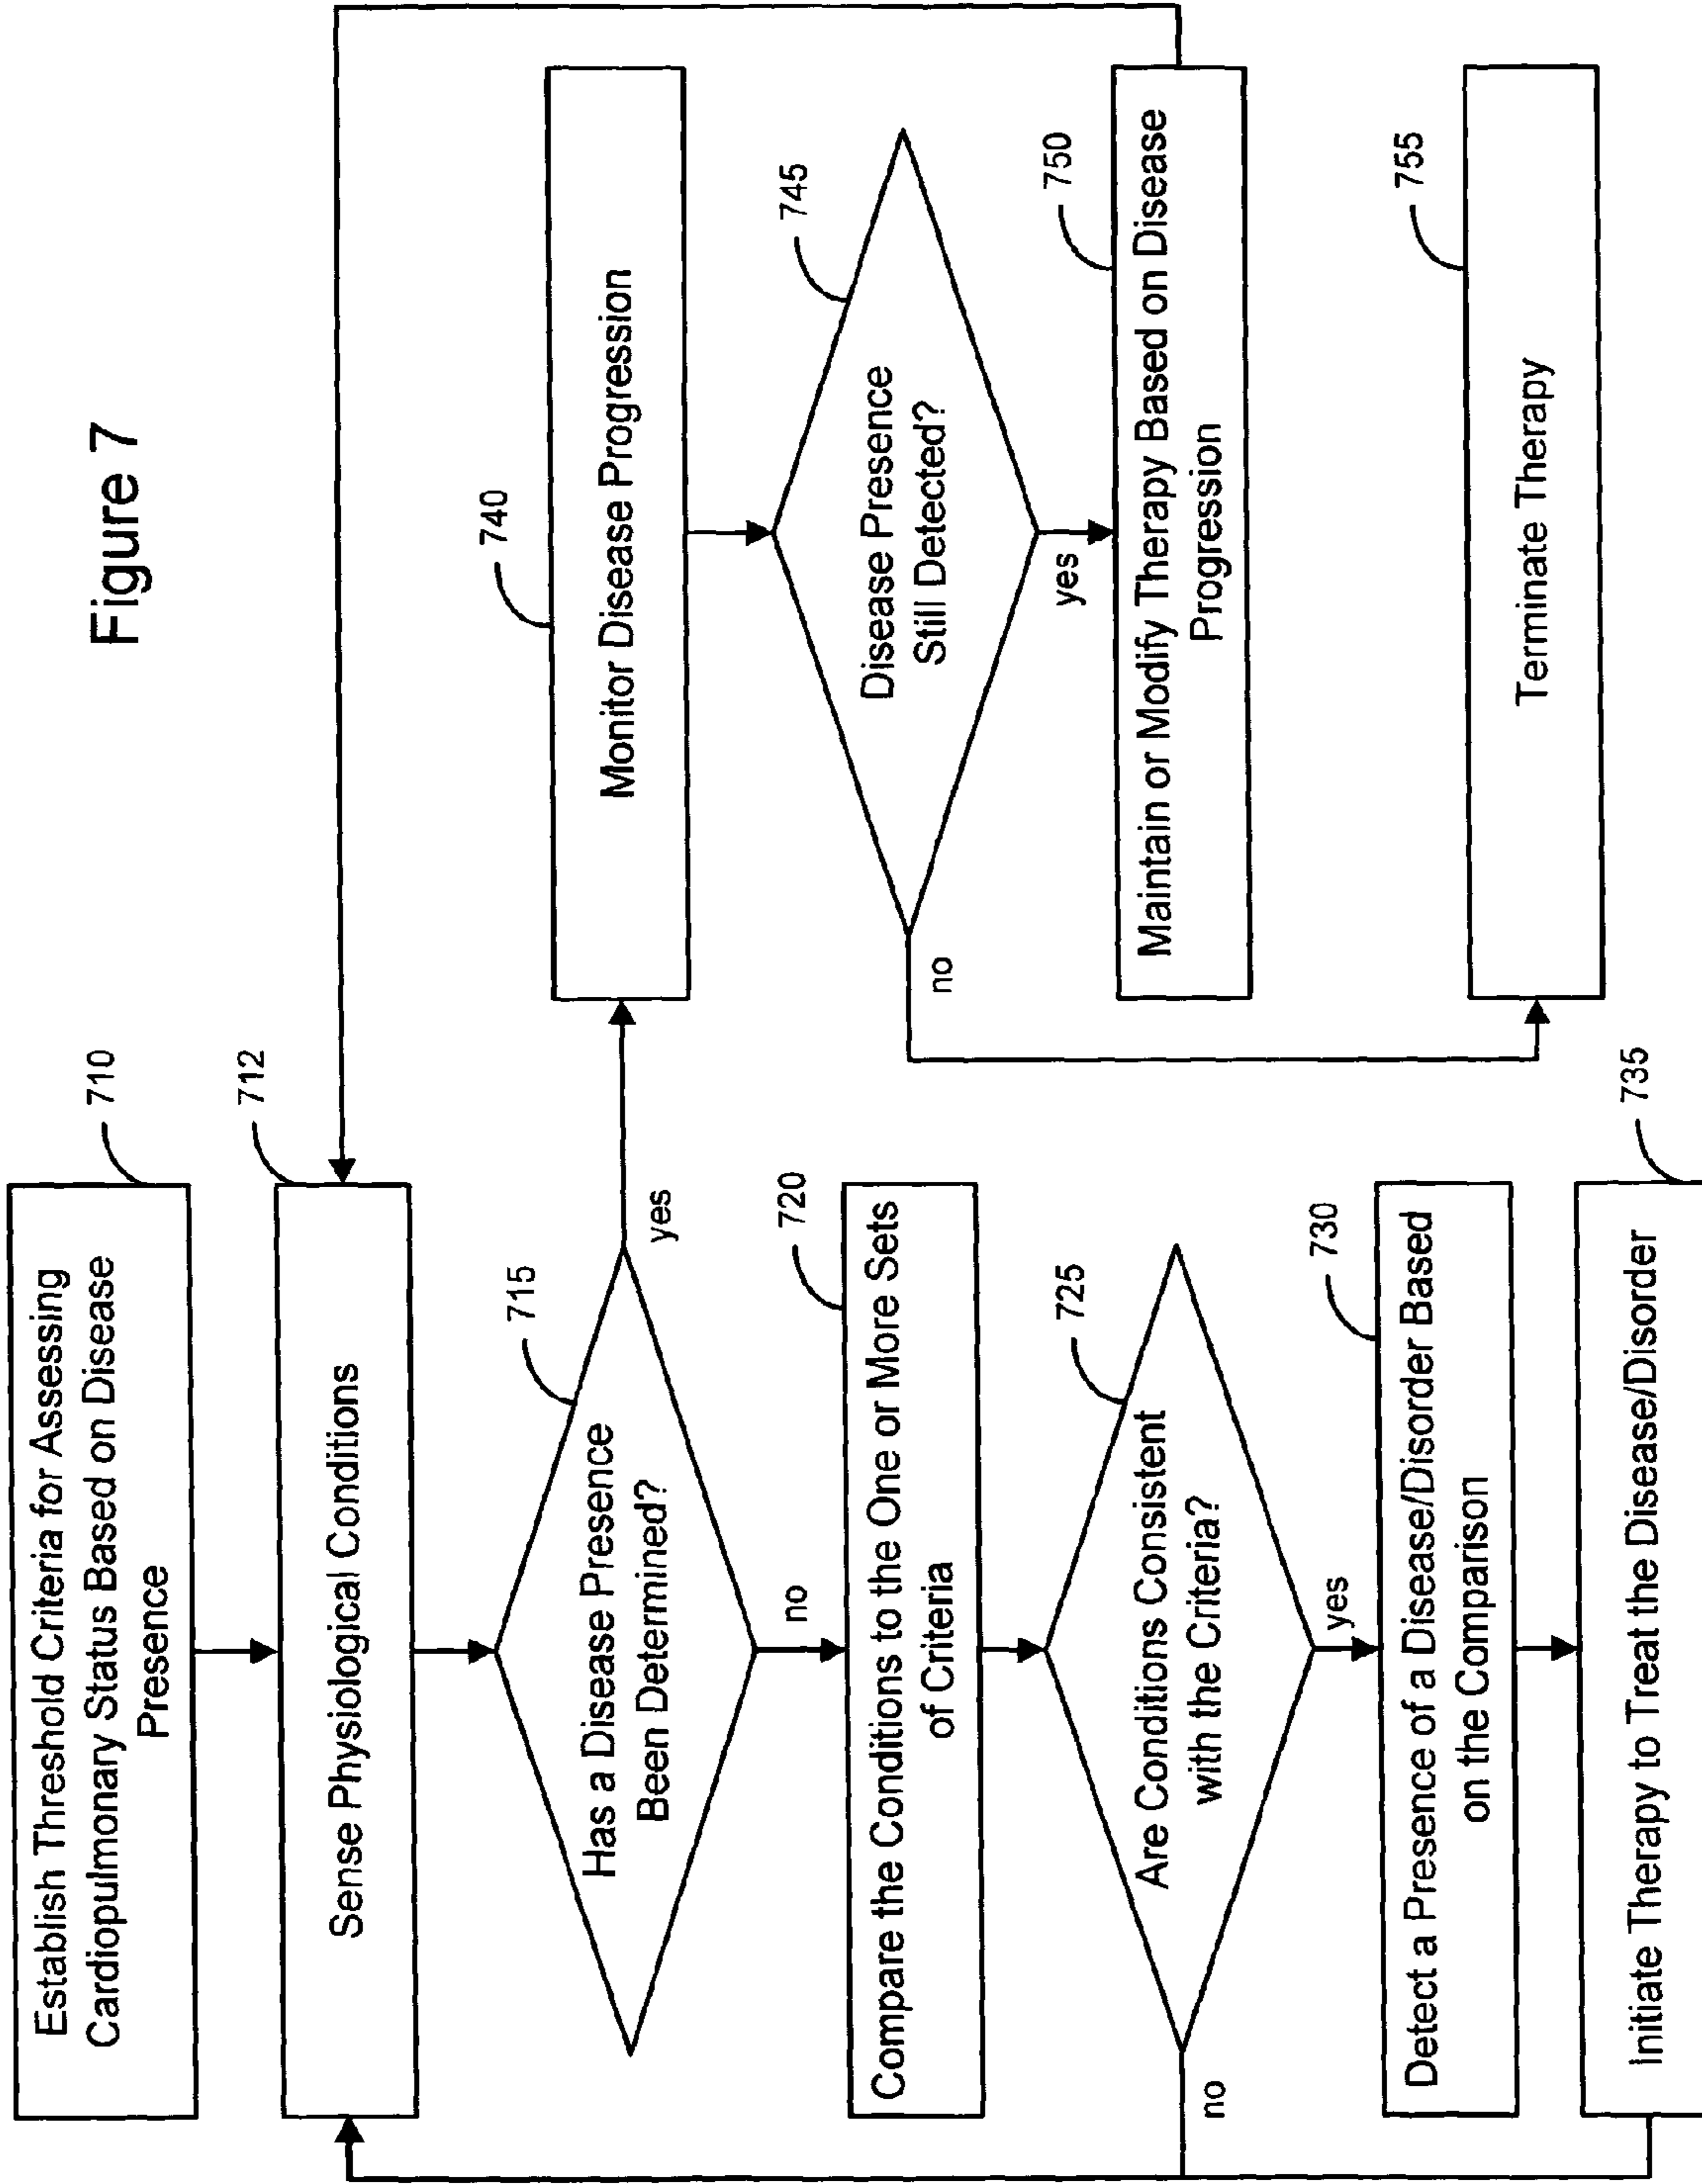 Figure 7
Establish Threshold Criteria for Assessing
Cardiopulmonary Status Based on Disease
Presence
710
Sense Physiological Conditions
712
Has a Disease Presence
Been Determined?
715
yes
no
Compare the Conditions to the One or More Sets
of Criteria
720
Are Conditions Consistent
with the Criteria?
725
no
yes
Detect a Presence of a Disease/Disorder Based
on the Comparison
730
Initiate Therapy to Treat the Disease/Disorder
735
Monitor Disease Progression
740
Disease Presence
Still Detected?
745
no
yes
Maintain or Modify Therapy Based on Disease
Progression
750
Terminate Therapy
755